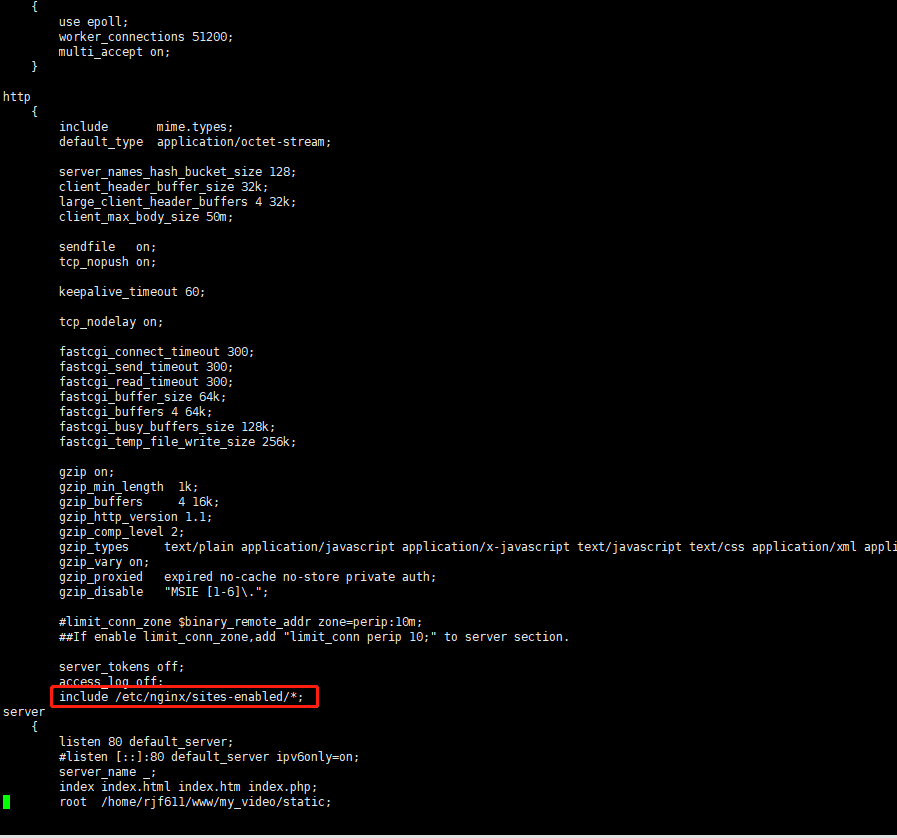 {
use epoll;
worker_connections 51200;
multi_accept on;
}
http
{
include       mime.types;
default_type  application/octet-stream;
server_names_hash_bucket_size 128;
client_header_buffer_size 32k;
large_client_header_buffers 4 32k;
client_max_body_size 50m;
sendfile   on;
tcp_nopush on;
keepalive_timeout 60;
tcp_nodelay on;
fastcgi_connect_timeout 300;
fastcgi_send_timeout 300;
fastcgi_read_timeout 300;
fastcgi_buffer_size 64k;
fastcgi_buffers 4 64k;
fastcgi_busy_buffers_size 128k;
fastcgi_temp_file_write_size 256k;
gzip on;
gzip_min_length  1k;
gzip_buffers     4 16k;
gzip_http_version 1.1;
gzip_comp_level 2;
gzip_types     text/plain application/javascript application/x-javascript text/javascript text/css application/xml appli
gzip_vary on;
gzip_proxied   expired no-cache no-store private auth;
gzip_disable   "MSIE [1-6]\.";
#limit_conn_zone $binary_remote_addr zone=perip:10m;
##If enable limit_conn_zone,add "limit_conn perip 10;" to server section.
server_tokens off;
access_log off;
include /etc/nginx/sites-enabled/*;
server
{
listen 80 default_server;
#listen [::]:80 default_server ipv6only=on;
server_name _;
index index.html index.htm index.php;
root  /home/rjf611/www/my_video/static;